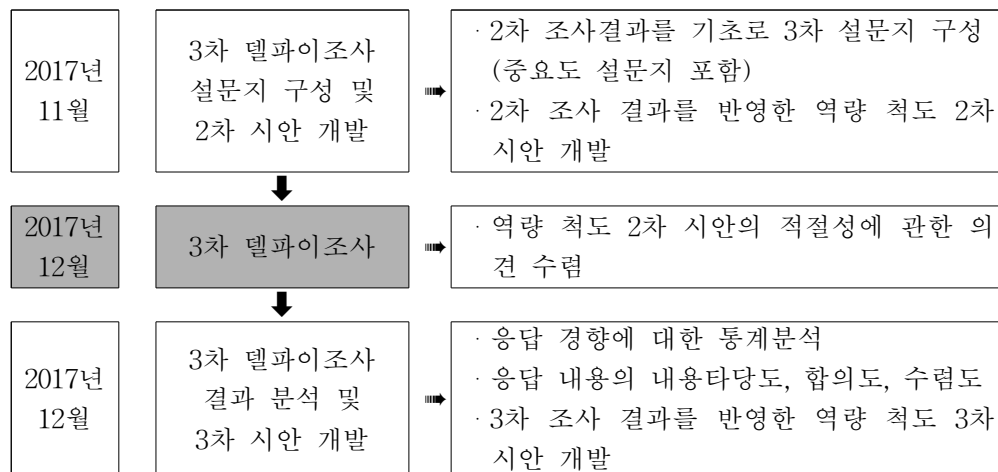 2017년
11월
3차 델파이조사
설문지 구성 및
2차 시안 개발
· 2차 조사결과를 기초로 3차 설문지 구성
(중요도 설문지 포함)
· 2차 조사 결과를 반영한 역량 척도 2차
시안 개발
2017년
12월
3차 델파이조사
· 역량 척도 2차 시안의 적절성에 관한 의
견 수렴
2017년
12월
3차 델파이조사
결과 분석 및
3차 시안 개발
· 응답 경향에 대한 통계분석
· 응답 내용의 내용타당도, 합의도, 수렴도
· 3차 조사 결과를 반영한 역량 척도 3차
시안 개발